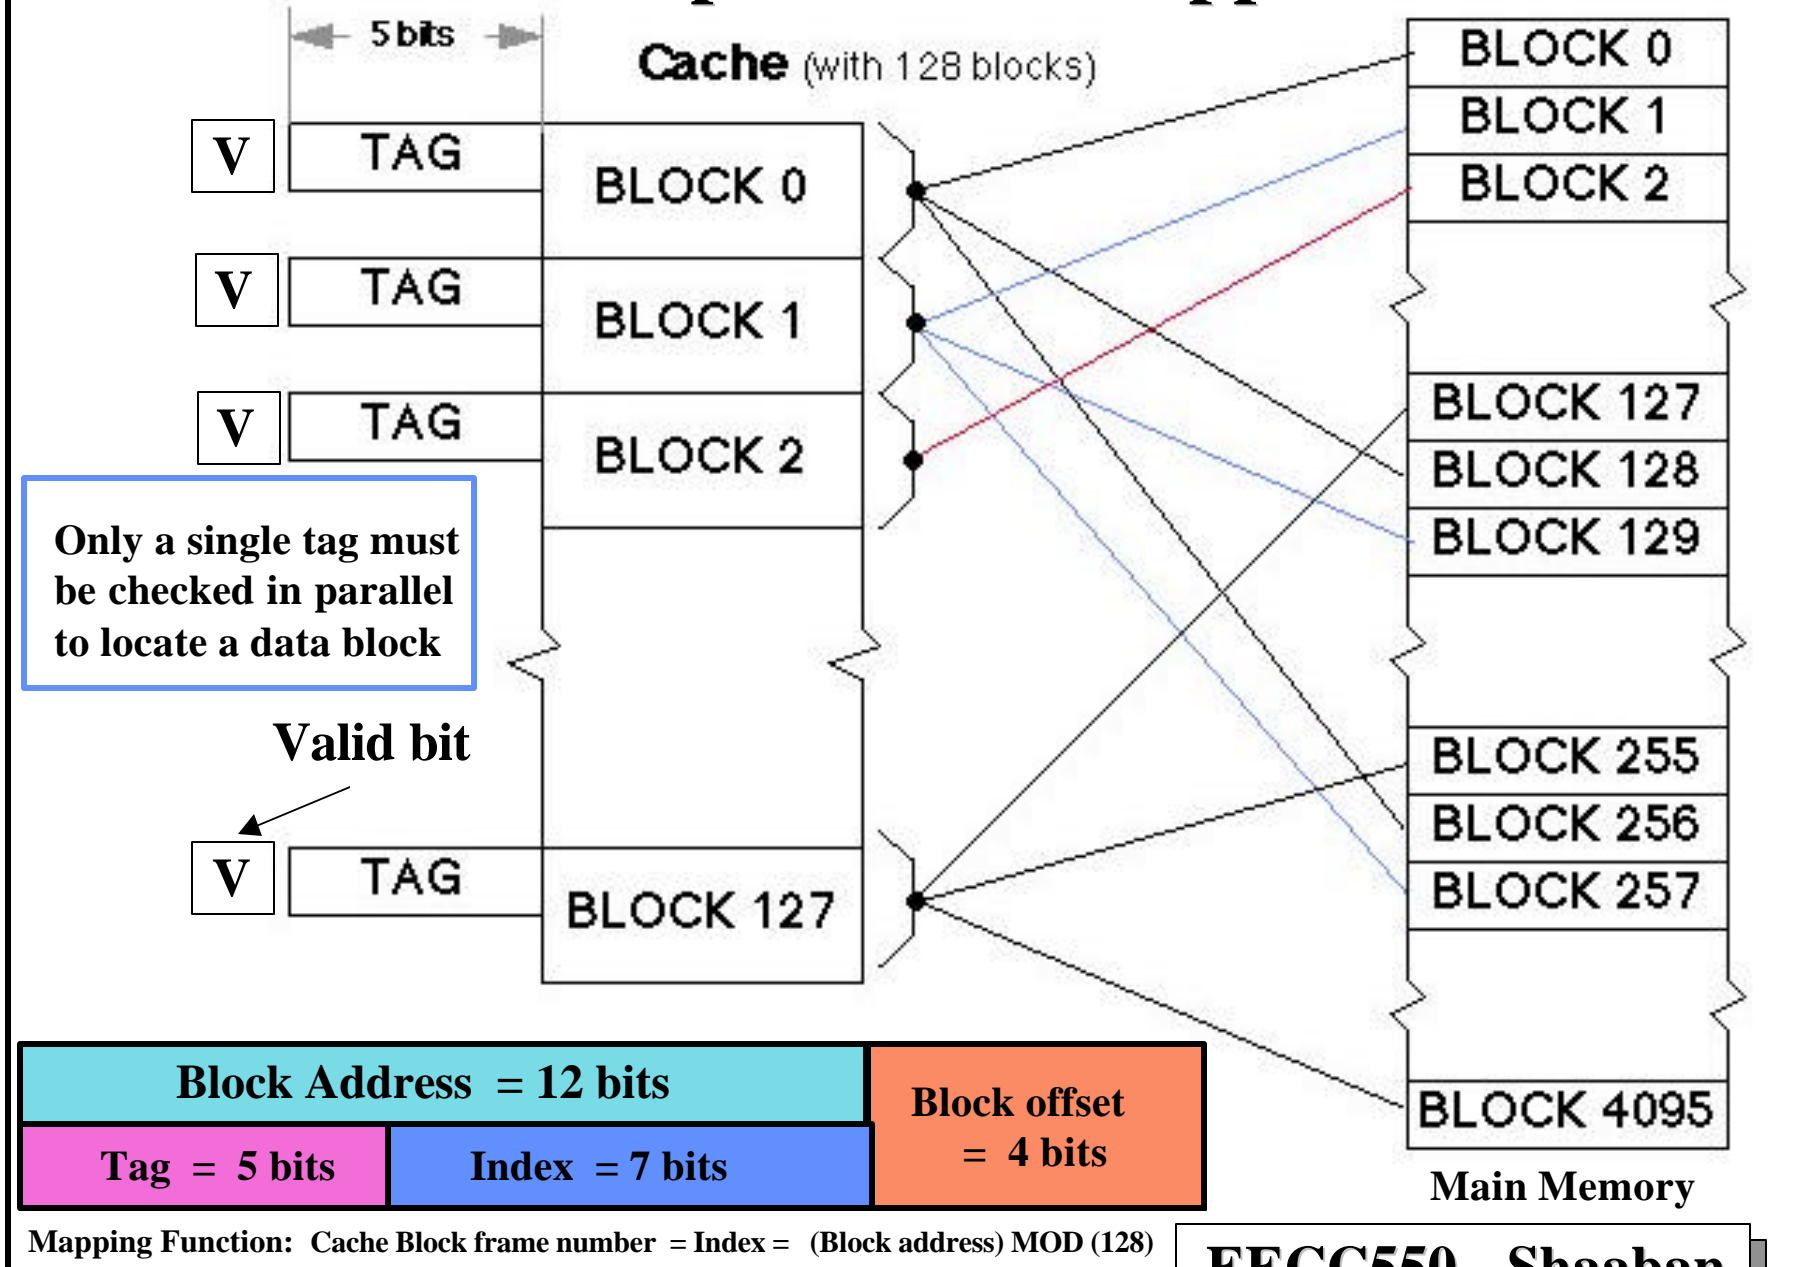 5 bits
Cache (with 128 blocks)
V
TAG
BLOCK 0
V
TAG
BLOCK 1
V
TAG
BLOCK 2
Only a single tag must
be checked in parallel
to locate a data block
Valid bit
V
TAG
BLOCK 127
BLOCK 0
BLOCK 1
BLOCK 2
BLOCK 127
BLOCK 128
BLOCK 129
BLOCK 255
BLOCK 256
BLOCK 257
BLOCK 4095
Main Memory
Block Address = 12 bits
Block offset
= 4 bits
Tag = 5 bits
Index = 7 bits
Mapping Function: Cache Block frame number = Index = (Block address) MOD (128)
EECC550 - Shaaban